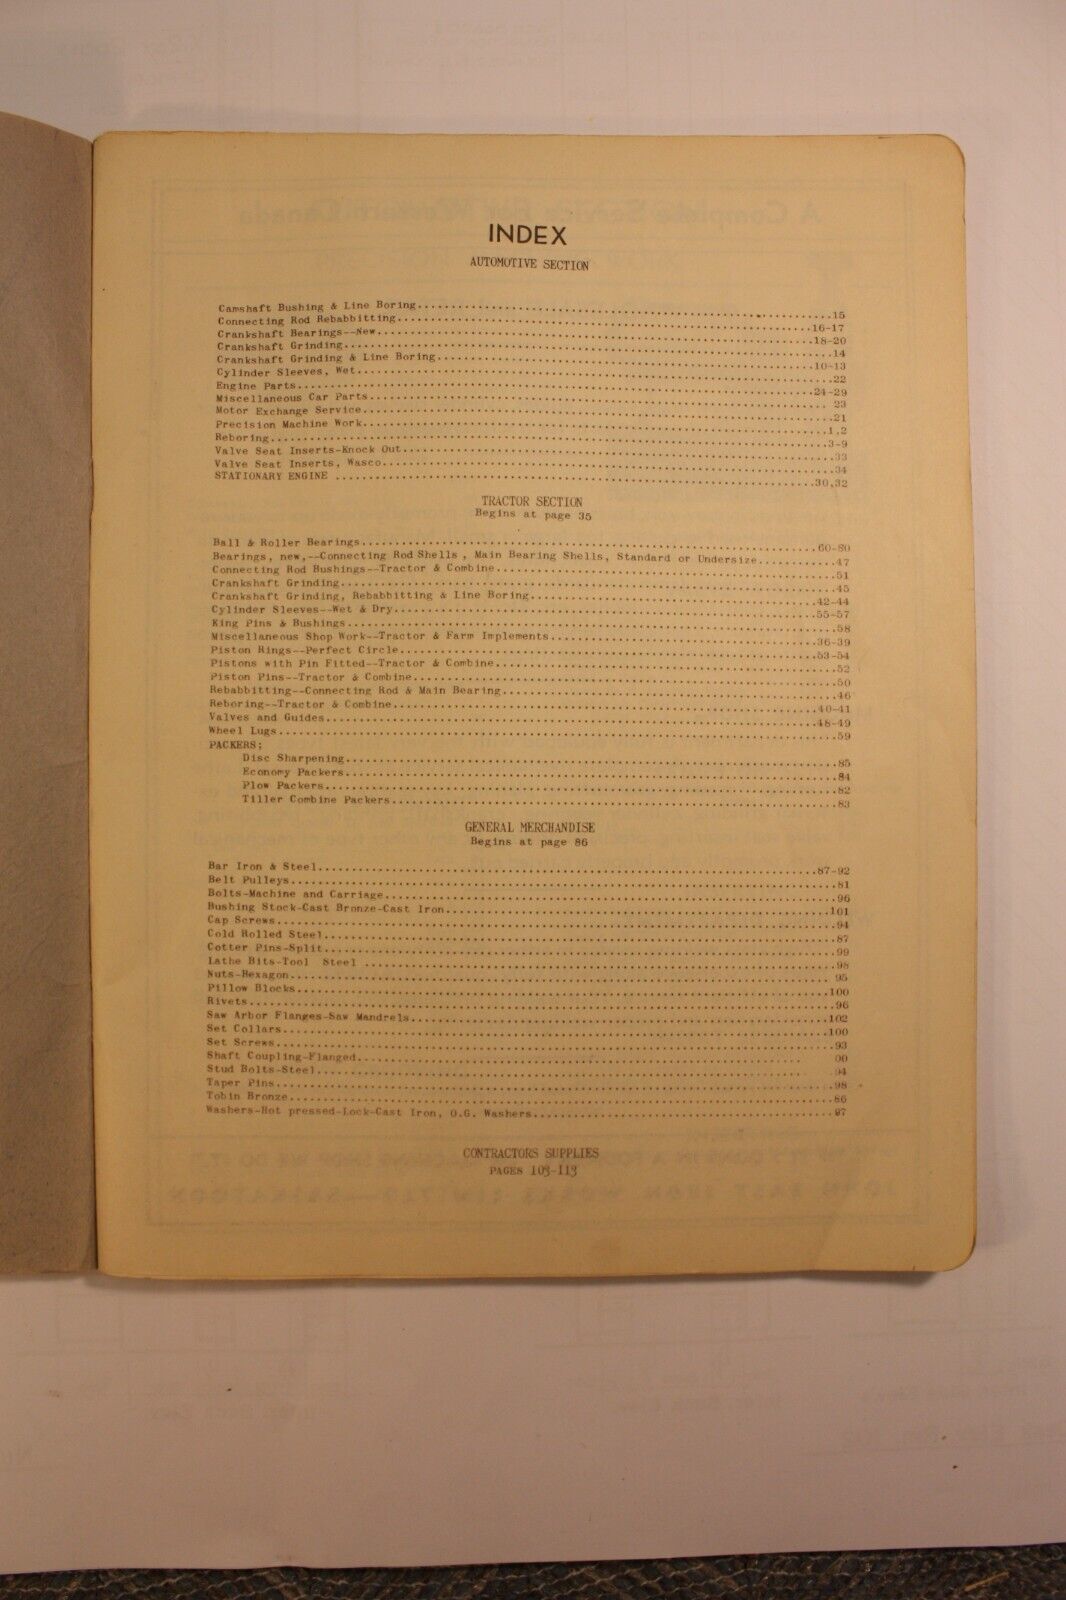 INDEX
AUTOMOTIVE SECTION
Camshaft Bushing & Line Boring....15
Connecting Rod Rebabbitting....16-17
Crankshaft Bearings--New....18-20
Crankshaft Grinding....14
Crankshaft Grinding & Line Boring....10-13
Cylinder Sleeves, Wet....22
Engine Parts....24-29
Miscellaneous Car Parts....23
Motor Exchange Service....21
Precision Machine Work....1,2
Reboring....3-9
Valve Seat Inserts-Knock Out....33
Valve Seat Inserts, Wasco....34
STATIONARY ENGINE ....30,32
TRACTOR SECTION
Begins at page 35
Ball & Roller Bearings....60-80
Bearings, new,--Connecting Rod Shells, Main Bearing Shells, Standard or Undersize....47
Connecting Rod Bushings--Tractor & Combine....51
Crankshaft Grinding....45
Crankshaft Grinding, Rebabbitting & Line Boring....42-44
Cylinder Sleeves--Wet & Dry....55-57
King Pins & Bushings....58
Miscellaneous Shop Work--Tractor & Farm Implements....36-39
Piston Rings--Perfect Circle....53-54
Pistons with Pin Fitted--Tractor & Combine....52
Piston Pins--Tractor & Combine....50
Rebabbitting--Connecting Rod & Main Bearing....46
Reboring--Tractor & Combine....40-41
Valves and Guides....48-49
Wheel Lugs....59
PACKERS:
Disc Sharpening....85
Economy Packers....84
Plow Packers....82
Tiller Combine Packers....83
GENERAL MERCHANDISE
Begins at page 86
Bar Iron & Steel....87-92
Belt Pulleys....81
Bolts-Machine and Carriage....96
Bushing Stock-Cast Bronze-Cast Iron....101
Cap Screws....94
Cold Rolled Steel....87
Cotter Pins-Split....99
Lathe Bits-Tool Steel ....98
Nuts-Hexagon....95
Pillow Blocks....100
Rivets....96
Saw Arbor Flanges-Saw Mandrels....102
Set Collars....100
Set Screws....93
Shaft Coupling-Flanged....00
Stud Bolts-Steel....94
Taper Pins....98
Tobin Bronze....86
Washers-Hot pressed-Lock-Cast Iron, O.G. Washers....97
CONTRACTORS SUPPLIES
PAGES 103-113